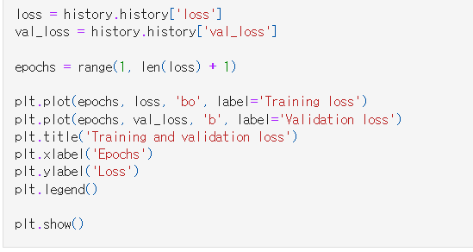 loss = history.history['loss']
val_loss = history.history['val_loss']
epochs = range(1, len(loss) + 1)
plt.plot(epochs, loss, 'bo', label='Training loss')
plt.plot(epochs, val_loss, 'b', label='Validation loss')
plt.title('Training and validation loss')
plt.xlabel('Epochs')
plt.ylabel('Loss')
plt.legend()
plt.show()